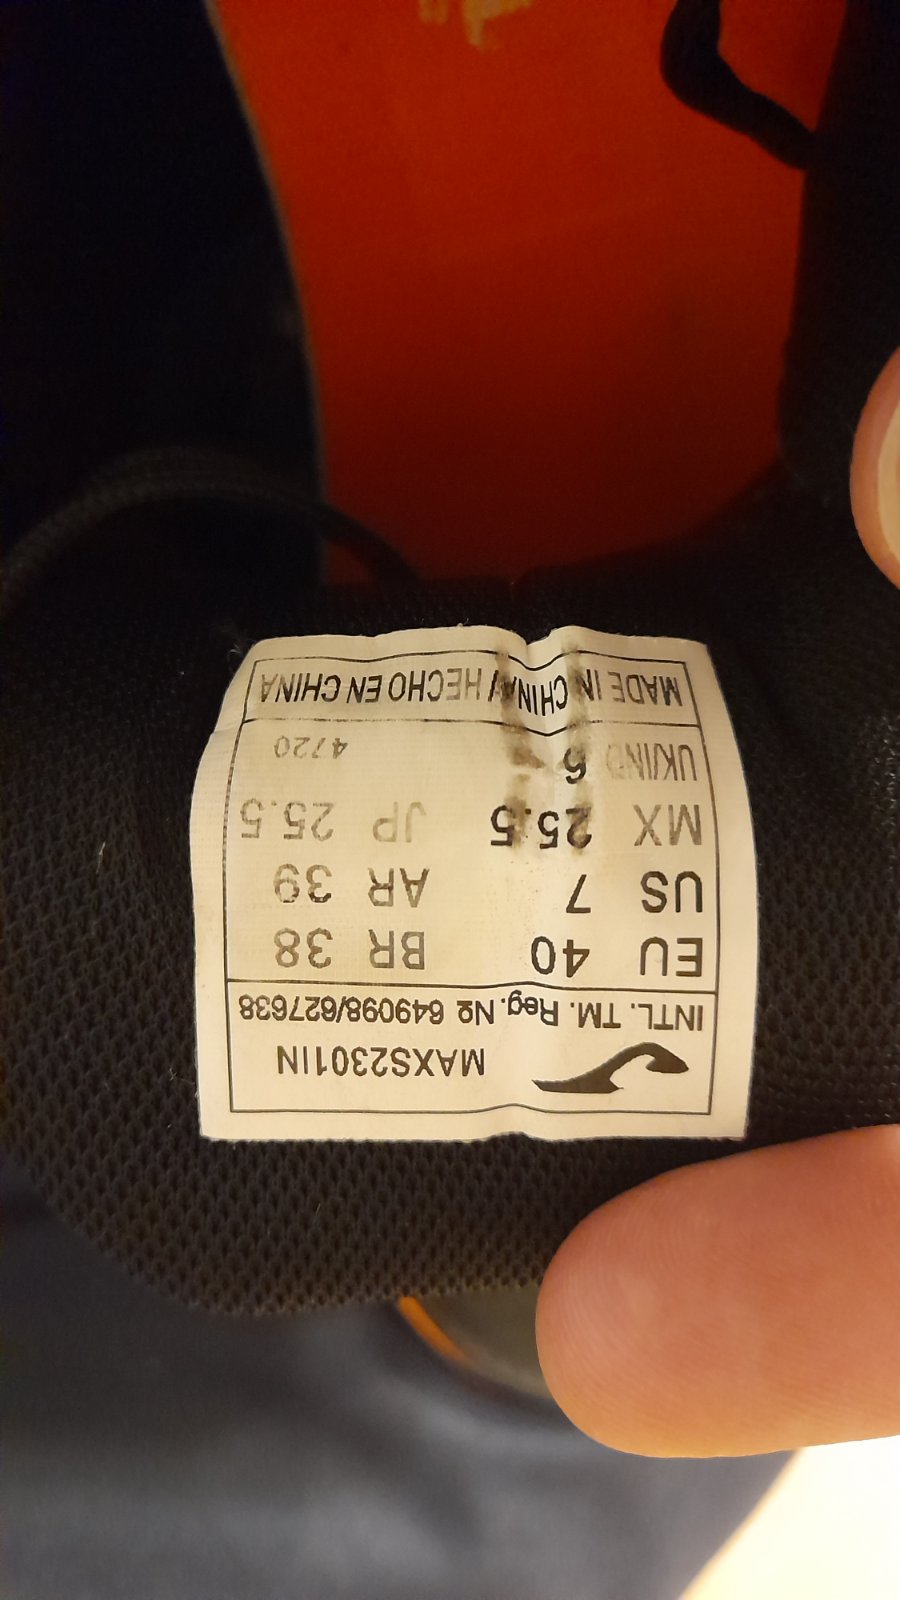 MAXS2301IN
INTL. TM. Reg. Nº 649098/627638
EU 40 BR 38
US 7 AR 39
MX 25.5 JP 25.5
UK/IND 6 4720
MADE IN CHINA/ HECHO EN CHINA